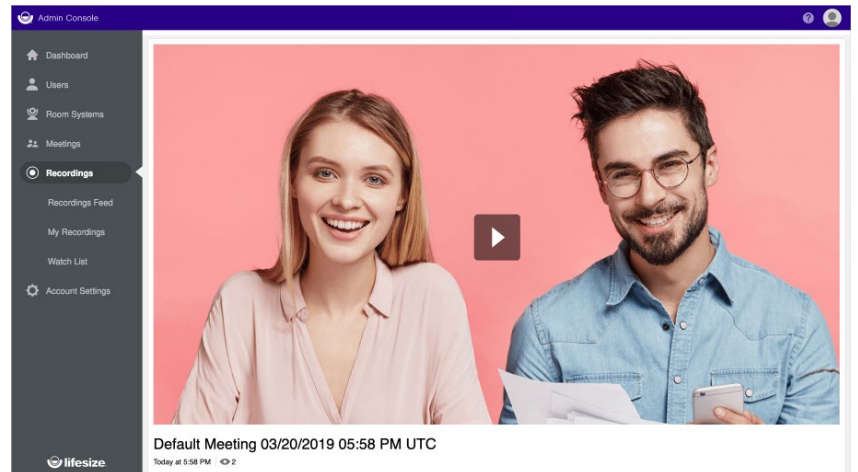 Admin Console
?
Dashboard
Users
Room Systems
Meetings
Recordings
Recordings Feed
My Recordings
Watch List
Account Settings
lifesize
Default Meeting 03/20/2019 05:58 PM UTC
Today at 5:58 PM 2